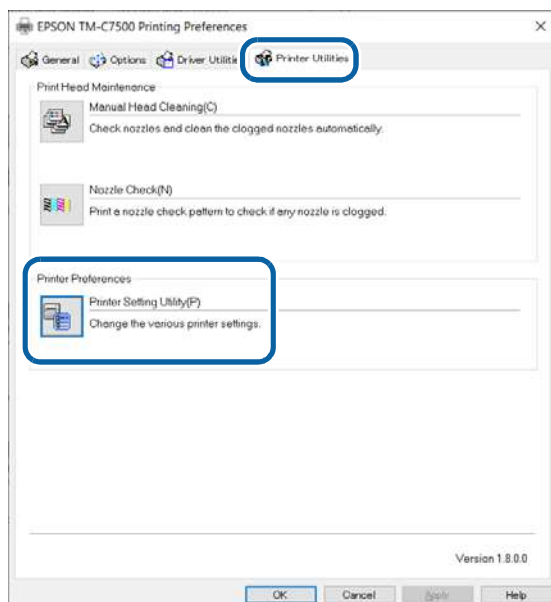 EPSON TM-C7500 Printing Preferences
General Options Driver Utilitie Printer Utilities
Print Head Maintenance
Manual Head Cleaning(C)
Check nozzles and clean the clogged nozzles automatically.
Nozzle Check(N)
Print a nozzle check pattern to check if any nozzle is clogged.
Printer Preferences
Printer Setting Utility(P)
Change the various printer settings.
Version 1.8.0.0
OK Cancel Apply Help